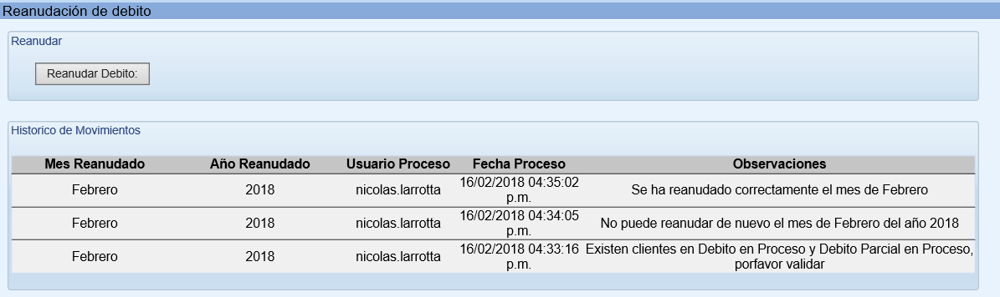 Reanudación de debito
Reanudar
Reanudar Debito:
Historico de Movimientos
Mes Reanudado Año Reanudado Usuario Proceso Fecha Proceso Observaciones
Febrero 2018 nicolas.larrotta 16/02/2018 04:35:02 p.m. Se ha reanudado correctamente el mes de Febrero
Febrero 2018 nicolas.larrotta 16/02/2018 04:34:05 p.m. No puede reanudar de nuevo el mes de Febrero del año 2018
Febrero 2018 nicolas.larrotta 16/02/2018 04:33:16 p.m. Existen clientes en Debito en Proceso y Debito Parcial en Proceso,
porfavor validar